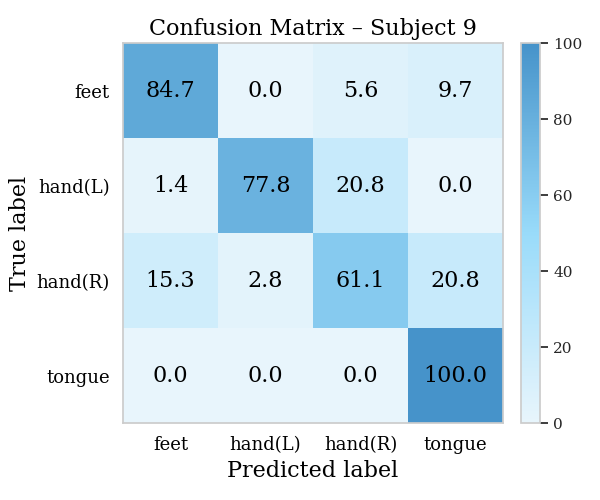 Confusion Matrix – Subject 9
True label
feet 84.7 0.0 5.6 9.7
hand(L) 1.4 77.8 20.8 0.0
hand(R) 15.3 2.8 61.1 20.8
tongue 0.0 0.0 0.0 100.0
feet hand(L) hand(R) tongue
Predicted label
100
80
60
40
20
0